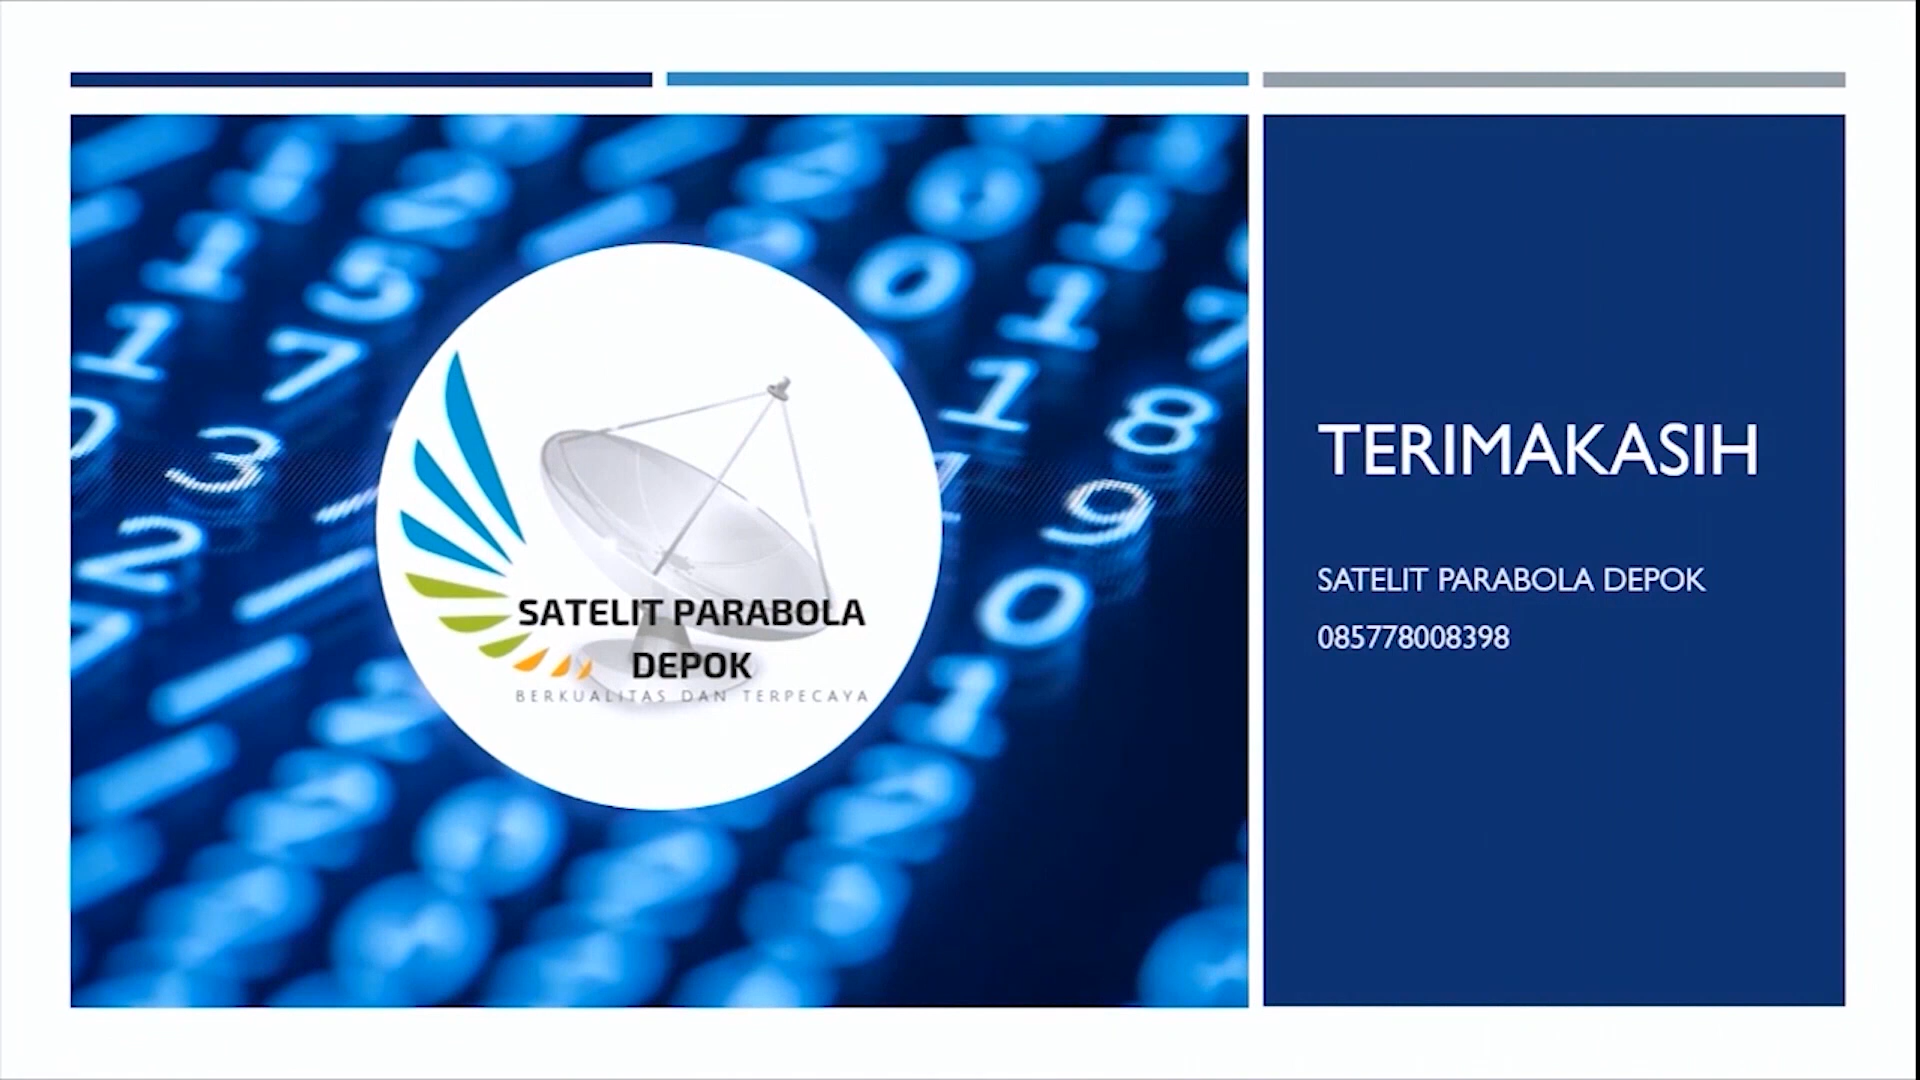 SATELIT PARABOLA
DEPOK
BERKUALITAS DAN TERPECAYA
TERIMAKASIH
SATELIT PARABOLA DEPOK
085778008398